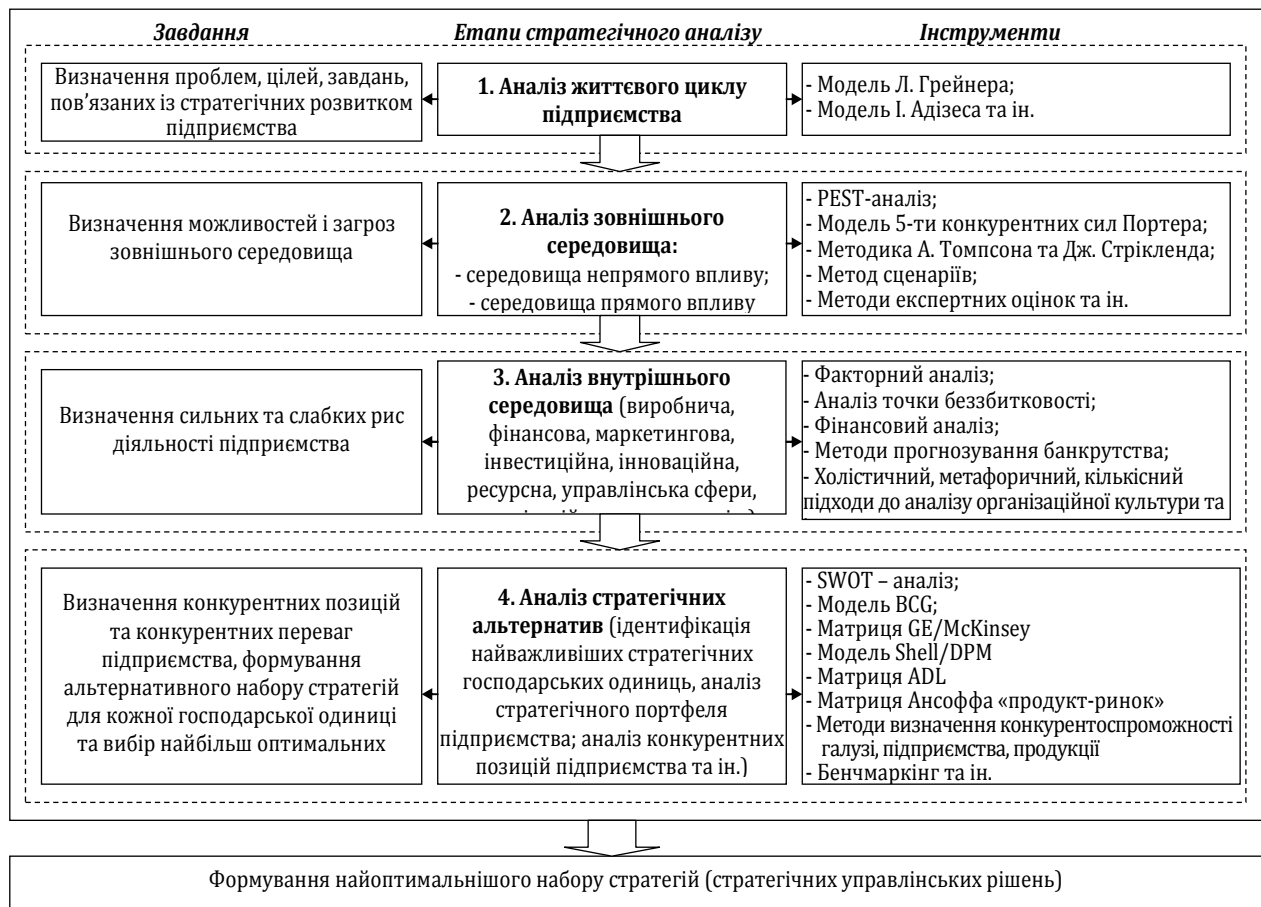 Завдання
Етапи стратегічного аналізу
Інструменти
Визначення проблем, цілей, завдань,
пов’язаних із стратегічних розвитком
підприємства
1. Аналіз життєвого циклу
підприємства
- Модель Л. Грейнера;
- Модель І. Адізеса та ін.
Визначення можливостей і загроз
зовнішнього середовища
2. Аналіз зовнішнього
середовища:
- середовища непрямого впливу;
- середовища прямого впливу
- PEST-аналіз;
- Модель 5-ти конкурентних сил Портера;
- Методика А. Томпсона та Дж. Стрікленда;
- Метод сценаріїв;
- Методи експертних оцінок та ін.
Визначення сильних та слабких рис
діяльності підприємства
3. Аналіз внутрішнього
середовища (виробнича,
фінансова, маркетингова,
інвестиційна, інноваційна,
ресурсна, управлінська сфери,
- Факторний аналіз;
- Аналіз точки беззбитковості;
- Фінансовий аналіз;
- Методи прогнозування банкрутства;
- Холістичний, метафоричний, кількісний
підходи до аналізу організаційної культури та
Визначення конкурентних позицій
та конкурентних переваг
підприємства, формування
альтернативного набору стратегій
для кожної господарської одиниці
та вибір найбільш оптимальних
4. Аналіз стратегічних
альтернатив (ідентифікація
найважливіших стратегічних
господарських одиниць, аналіз
стратегічного портфеля
підприємства; аналіз конкурентних
позицій підприємства та ін.)
- SWOT – аналіз;
- Модель BCG;
- Матриця GE/McKinsey
- Модель Shell/DPM
- Матриця ADL
- Матриця Ансоффа «продукт-ринок»
- Методи визначення конкурентоспроможності
галузі, підприємства, продукції
- Бенчмаркінг та ін.
Формування найоптимальнішого набору стратегій (стратегічних управлінських рішень)